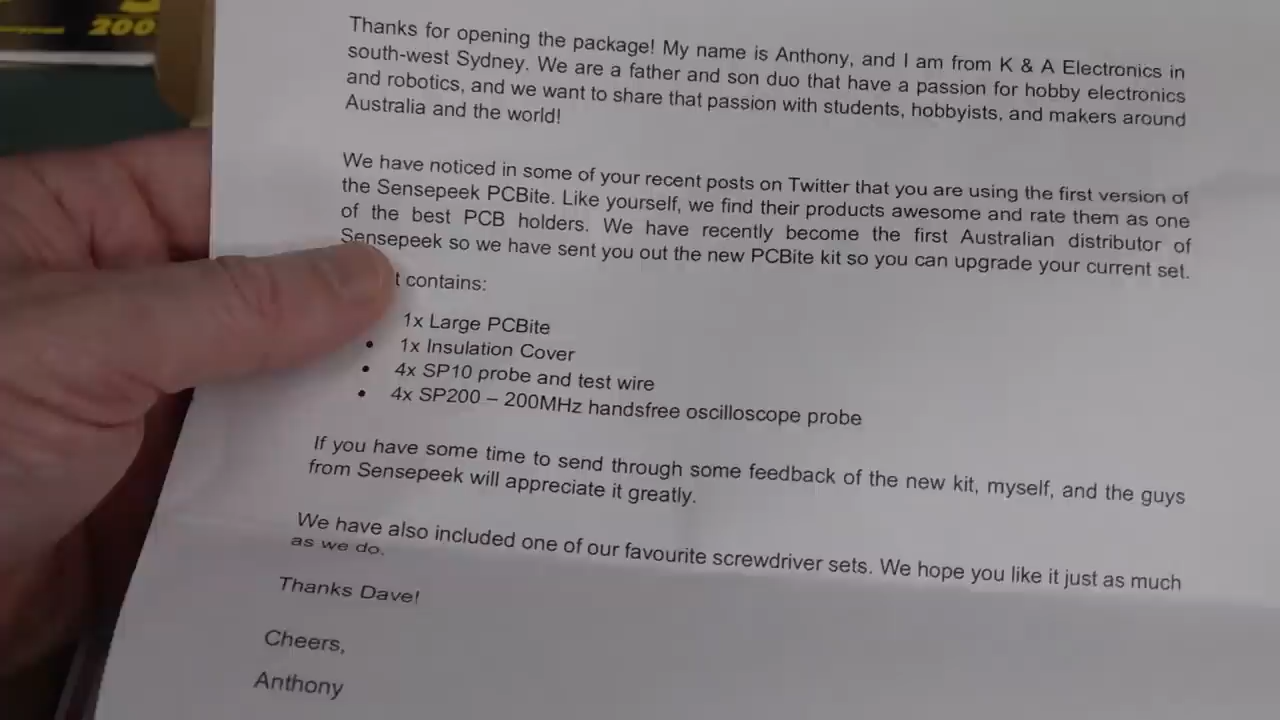 200
Thanks for opening the package! My name is Anthony, and I am from K & A Electronics in
south-west Sydney. We are a father and son duo that have a passion for hobby electronics
and robotics, and we want to share that passion with students, hobbyists, and makers around
Australia and the world!
We have noticed in some of your recent posts on Twitter that you are using the first version of
the Sensepeek PCBite. Like yourself, we find their products awesome and rate them as one
of the best PCB holders. We have recently become the first Australian distributor of
Sensepeek so we have sent you out the new PCBite kit so you can upgrade your current set.
t contains:
1x Large PCBite
• 1x Insulation Cover
• 4x SP10 probe and test wire
• 4x SP200 – 200MHz handsfree oscilloscope probe
If you have some time to send through some feedback of the new kit, myself, and the guys
from Sensepeek will appreciate it greatly.
We have also included one of our favourite screwdriver sets. We hope you like it just as much
as we do.
Thanks Dave!
Cheers,
Anthony